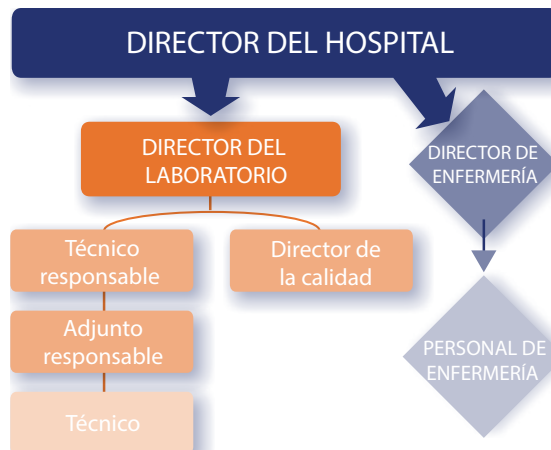 DIRECTOR DEL HOSPITAL
DIRECTOR DEL
LABORATORIO
DIRECTOR DE
ENFERMERÍA
Técnico
responsable
Director de
la calidad
Adjunto
responsable
PERSONAL DE
ENFERMERÍA
Técnico